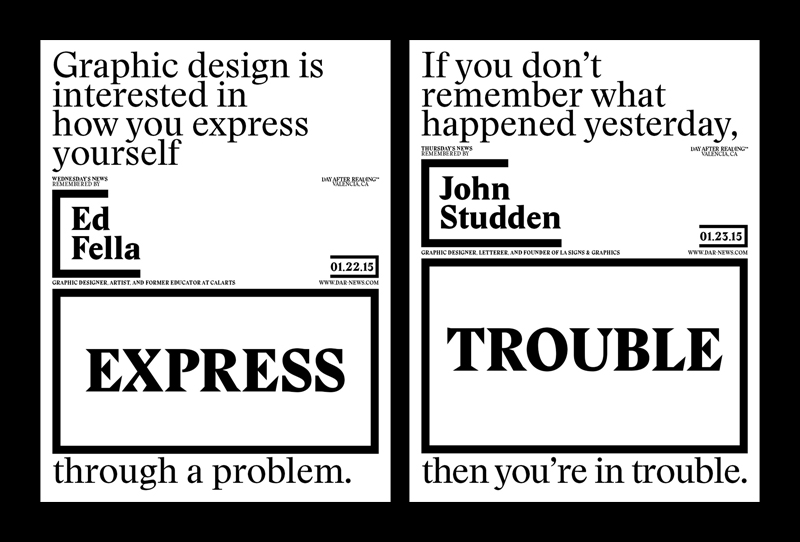 Graphic design is
interested in
how you express
yourself
WEDNESDAY'S NEWS
REMEMBERED BY
DAY AFTER READING™
VALENCIA, CA
Ed
Fella
01.22.15
GRAPHIC DESIGNER, ARTIST, AND FORMER EDUCATOR AT CALARTS
WWW.DAR-NEWS.COM
EXPRESS
through a problem.
If you don't
remember what
happened yesterday,
THURSDAY'S NEWS
REMEMBERED BY
DAY AFTER READING™
VALENCIA, CA
John
Studden
01.23.15
GRAPHIC DESIGNER, LETTERER, AND FOUNDER OF LA SIGNS & GRAPHICS
WWW.DAR-NEWS.COM
TROUBLE
then you're in trouble.